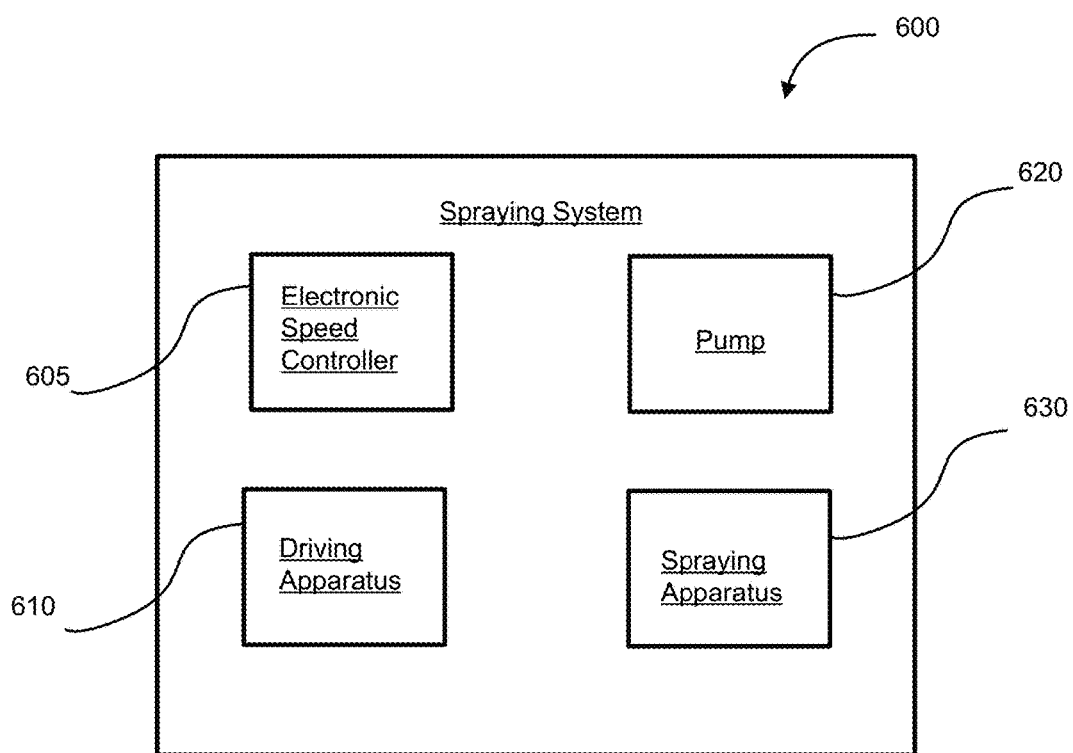 600
620
Spraying System
Electronic
Speed
Controller
Pump
605
630
Driving
Apparatus
Spraying
Apparatus
610